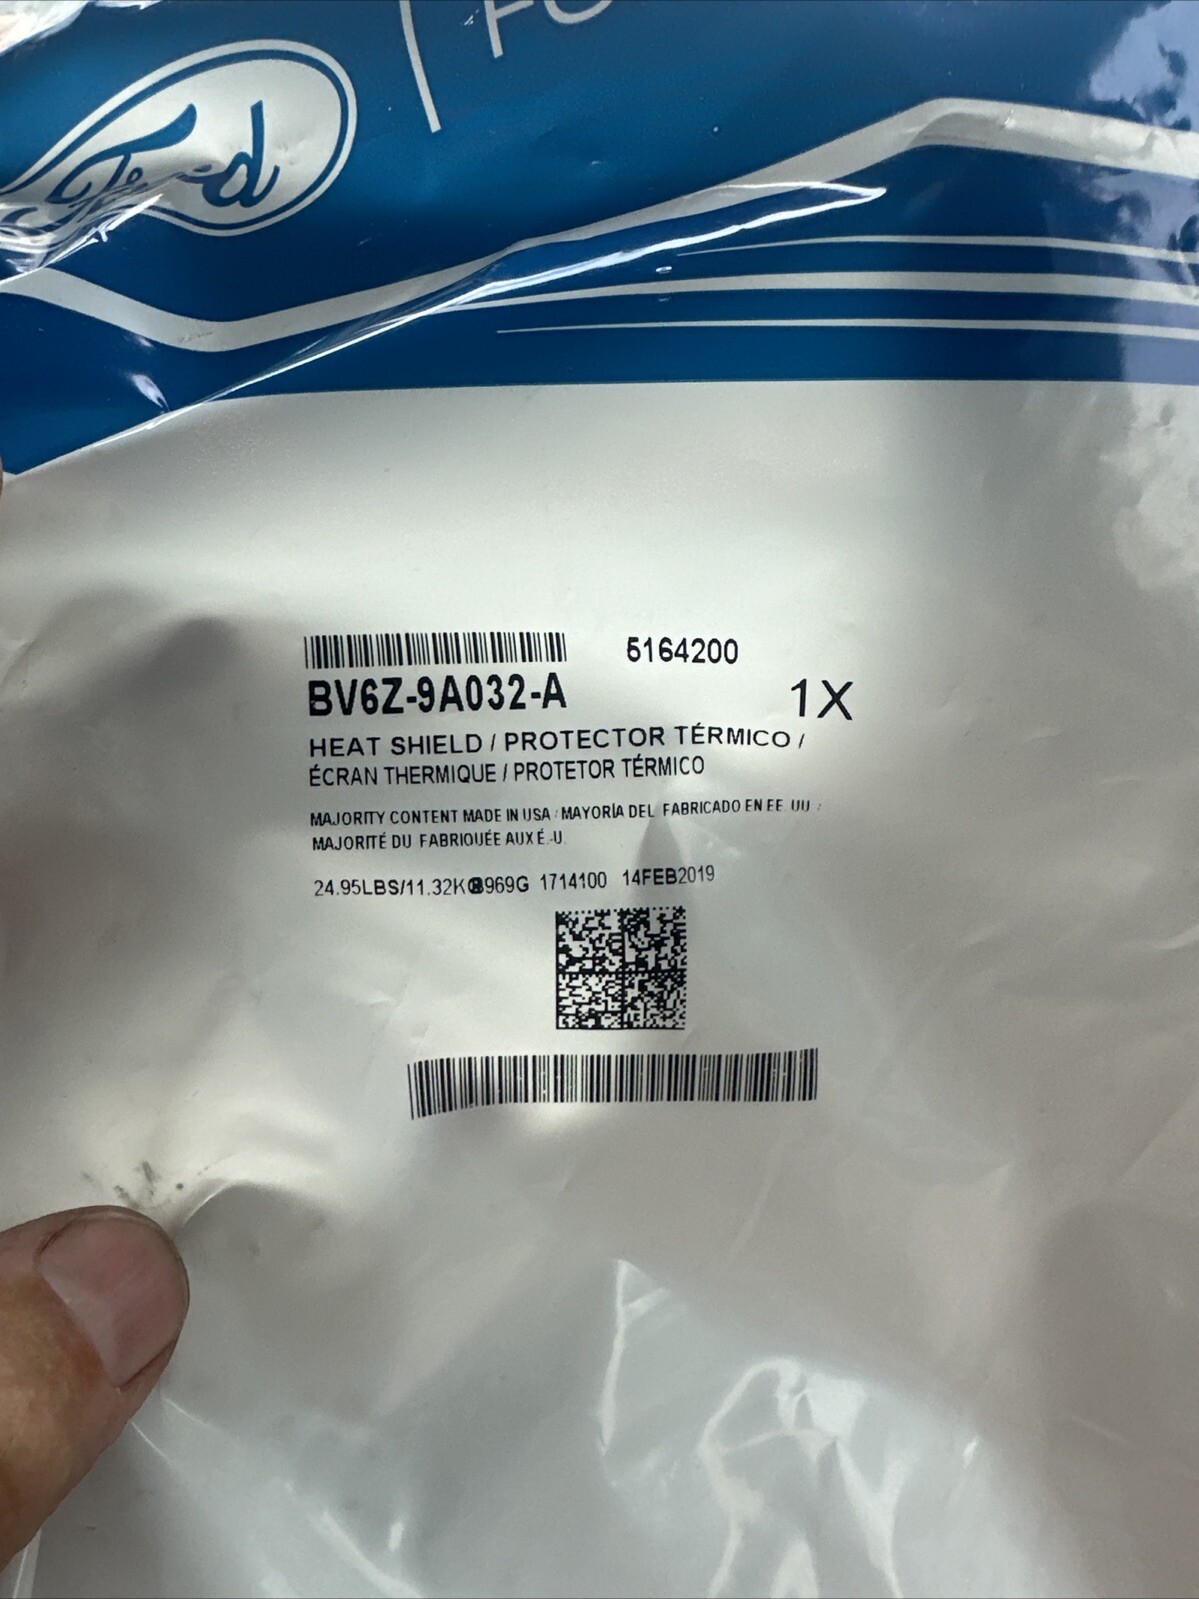 Ford
FO
5164200
BV6Z-9A032-A
1X
HEAT SHIELD / PROTECTOR TÉRMICO /
ÉCRAN THERMIQUE / PROTETOR TÉRMICO
MAJORITY CONTENT MADE IN USA / MAYORÍA DEL FABRICADO EN EE. UU /
MAJORITÉ DU FABRIQUÉE AUX É.-U.
24.95LBS/11.32K 969G 1714100 14FEB2019